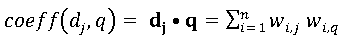 coeff(d_j, q) = d_j • q = ∑_{i=1}^{n} w_{i,j} w_{i,q}